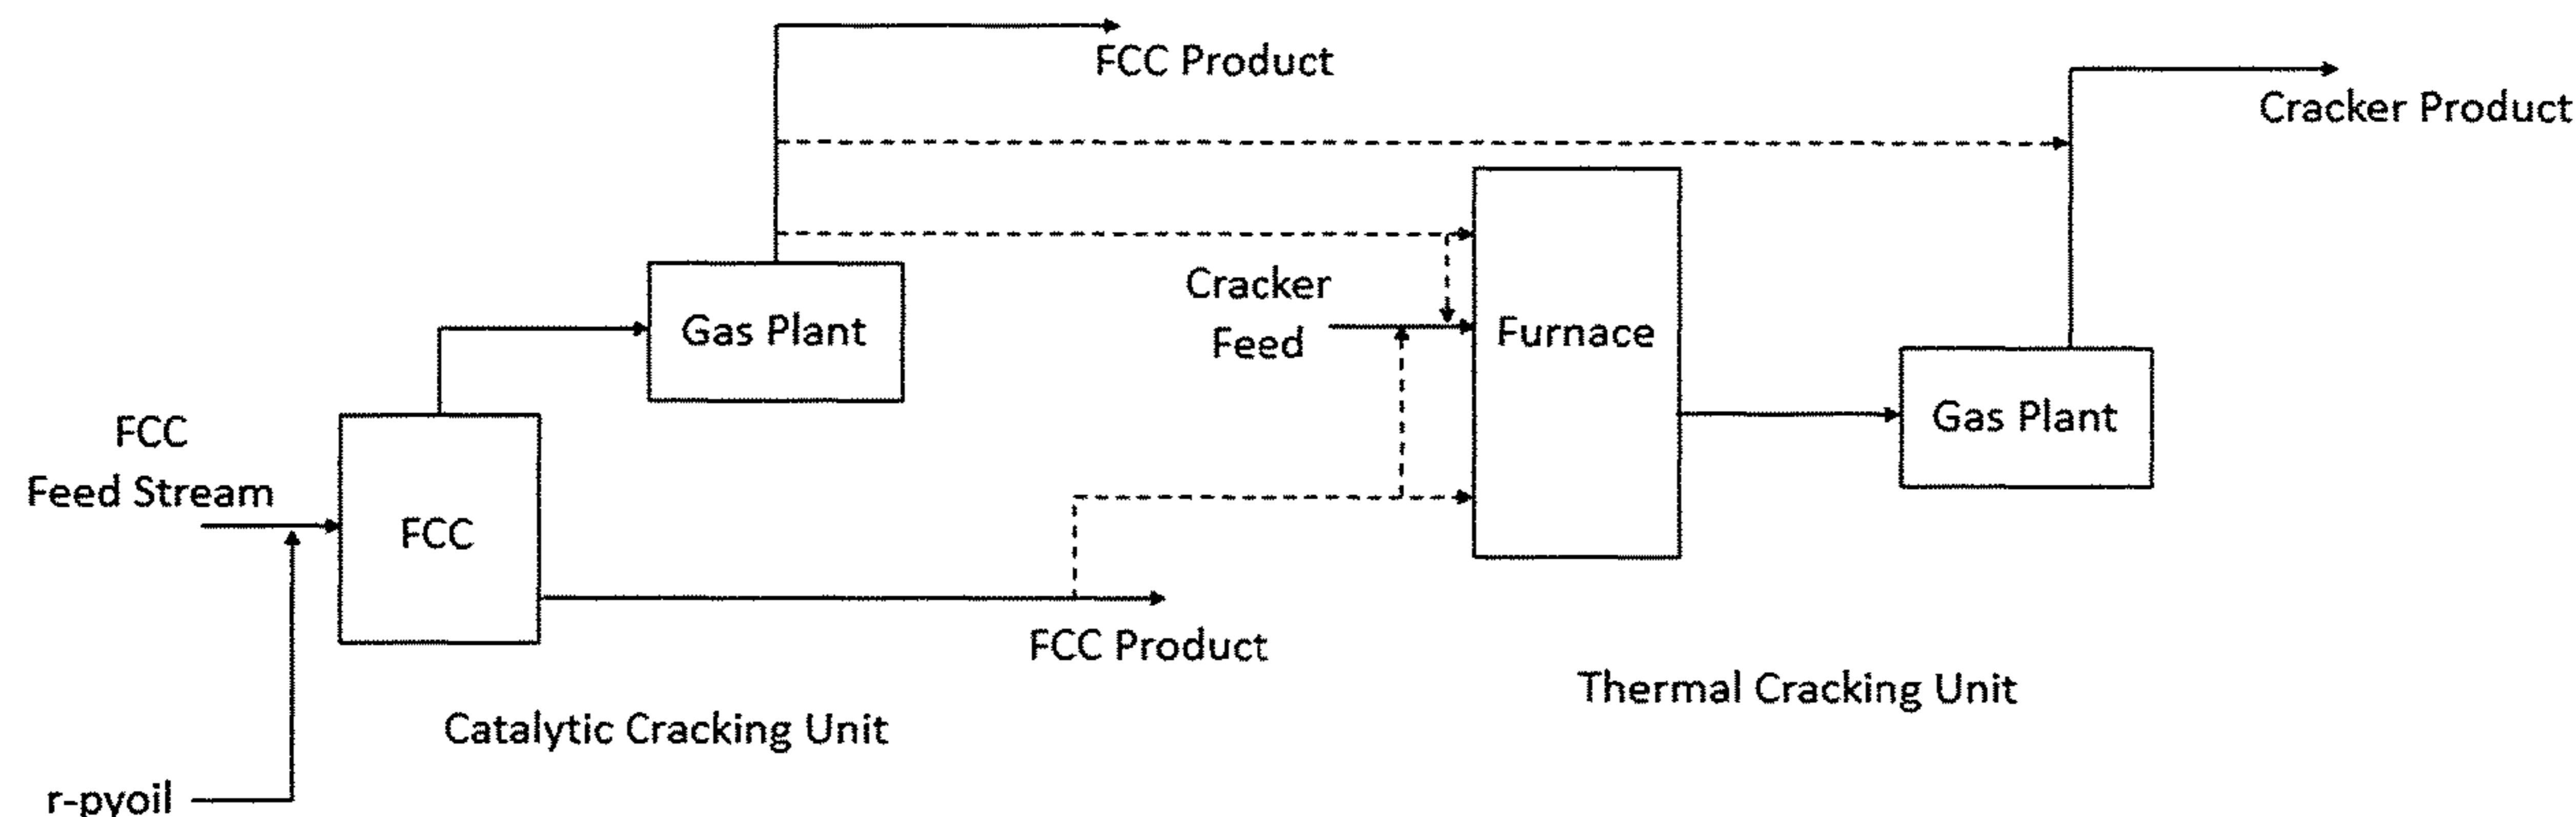 FCC Product
Cracker Product
Cracker
Feed
Gas Plant
Furnace
Gas Plant
FCC
Feed Stream
FCC
FCC Product
Thermal Cracking Unit
Catalytic Cracking Unit
r-pyoil